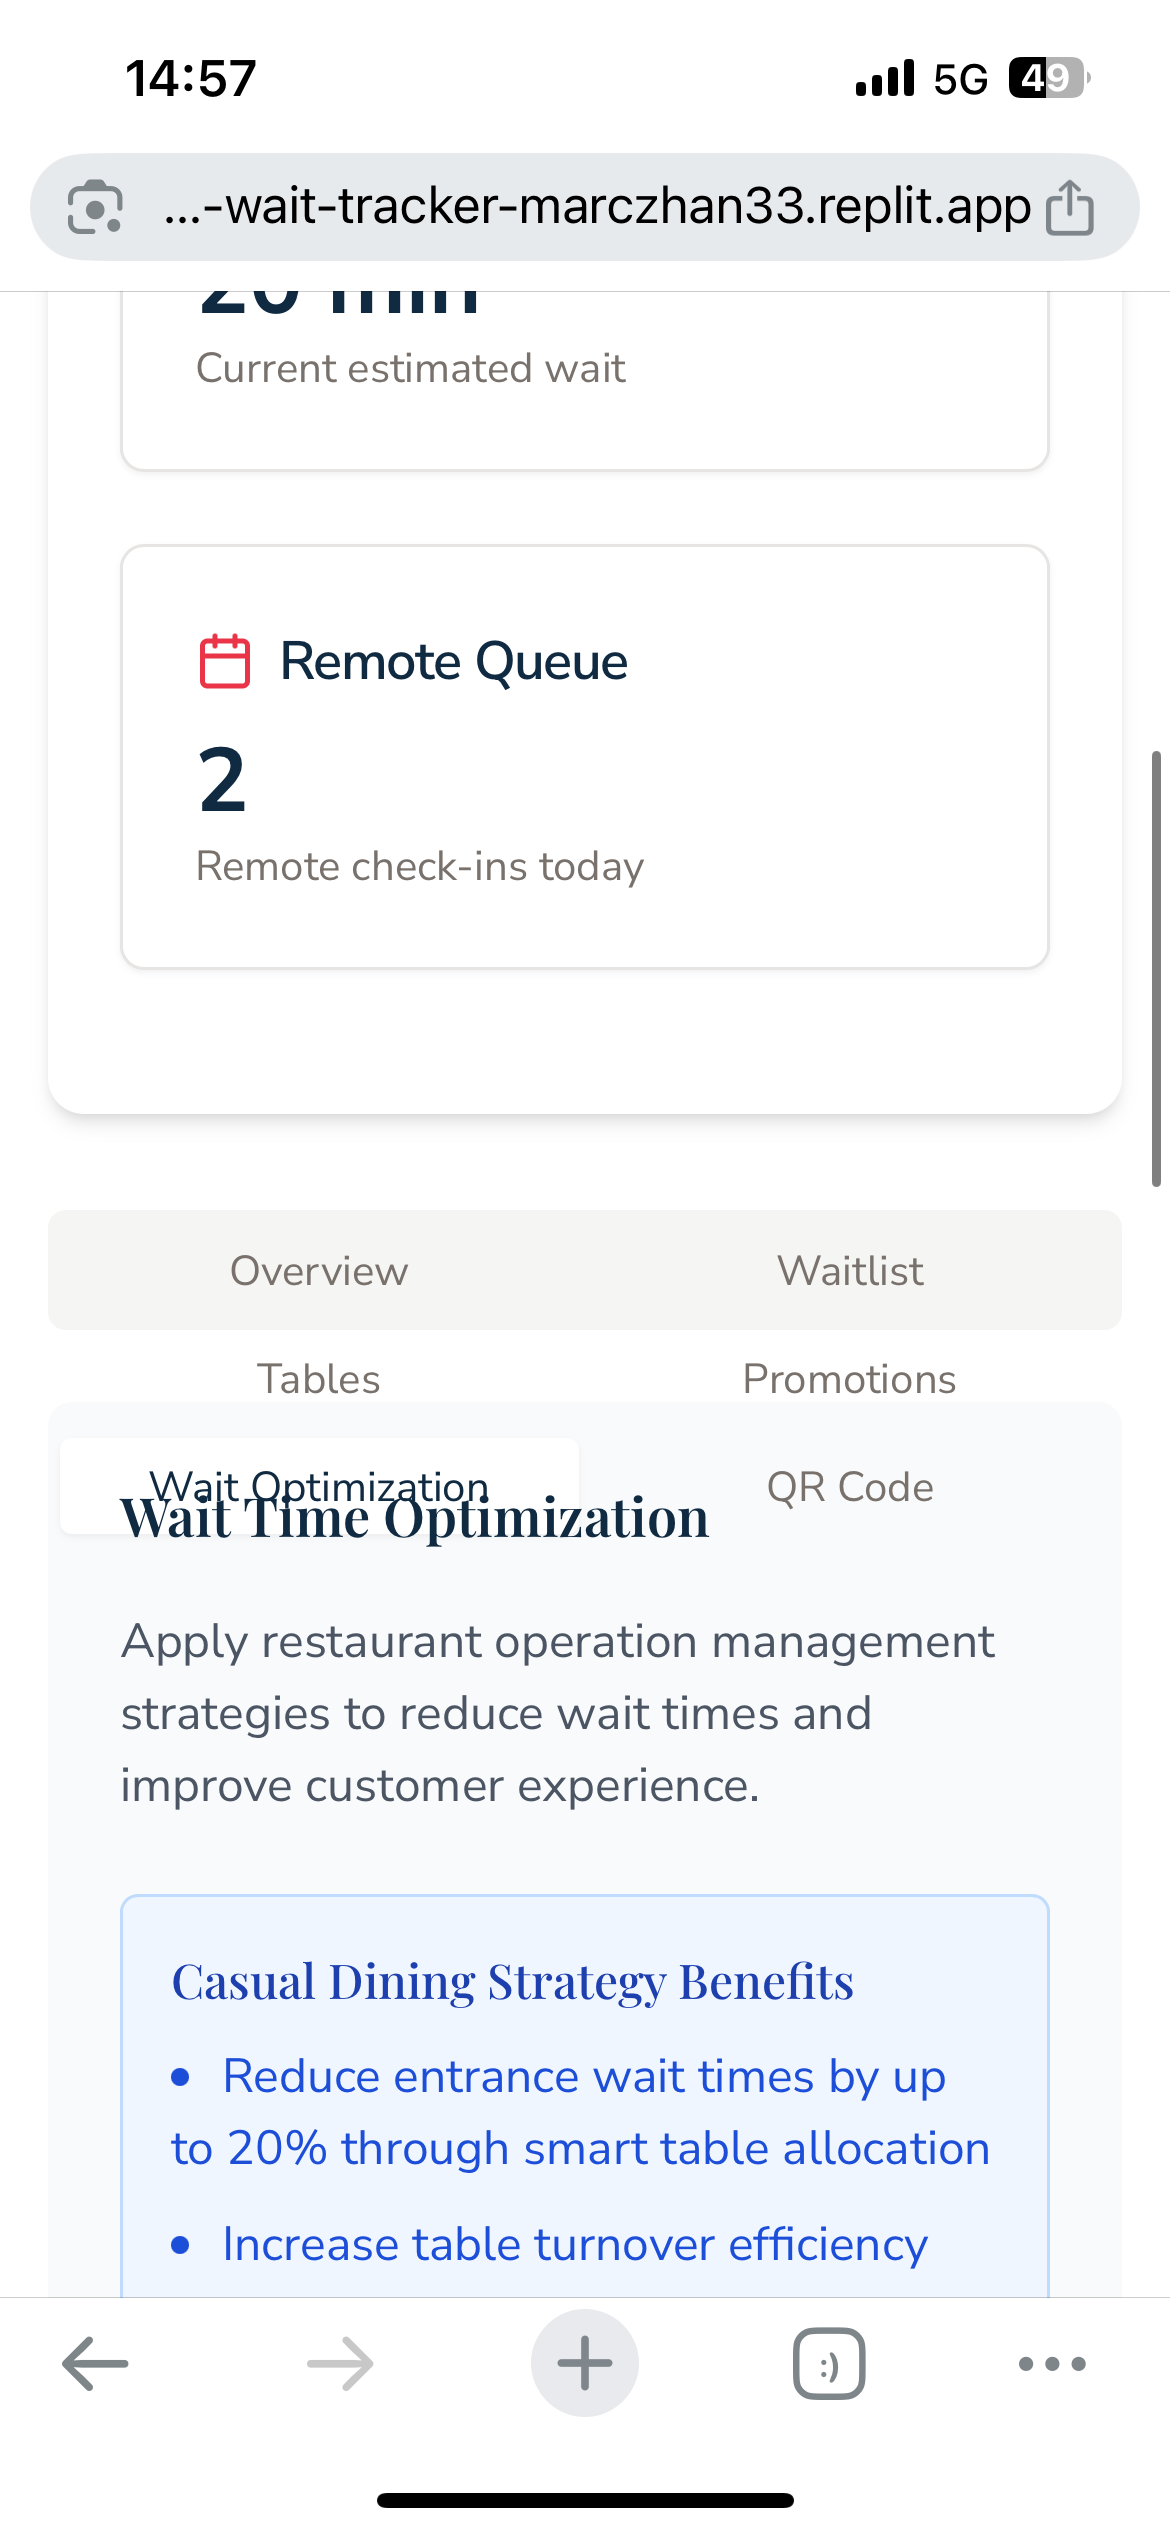 14:57
5G 49
...-wait-tracker-marczhan33.replit.app
20 min
Current estimated wait
Remote Queue
2
Remote check-ins today
Overview Waitlist
Tables Promotions
Wait Optimization QR Code
Wait Time Optimization
Apply restaurant operation management
strategies to reduce wait times and
improve customer experience.
Casual Dining Strategy Benefits
• Reduce entrance wait times by up
to 20% through smart table allocation
• Increase table turnover efficiency
:)